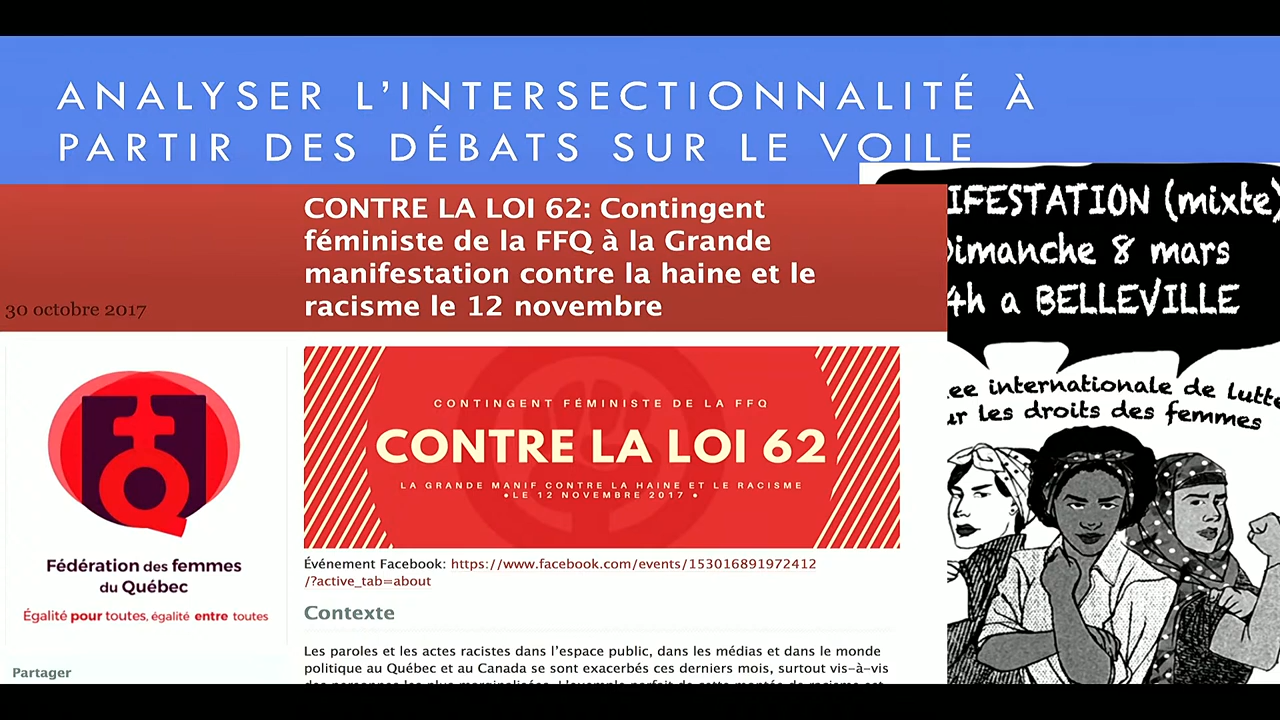 ANALYSER L'INTERSECTIONNALITÉ À
PARTIR DES DÉBATS SUR LE VOILE
CONTRE LA LOI 62: Contingent
féministe de la FFQ à la Grande
manifestation contre la haine et le
racisme le 12 novembre
30 octobre 2017
Fédération des femmes
du Québec
Égalité pour toutes, égalité entre toutes
Partager
CONTINGENT FÉMINISTE DE LA FFQ
CONTRE LA LOI 62
LA GRANDE MANIF CONTRE LA HAINE ET LE RACISME
•LE 12 NOVEMBRE 2017 •
Événement Facebook: https://www.facebook.com/events/153016891972412
/?active_tab=about
Contexte
Les paroles et les actes racistes dans l'espace public, dans les médias et dans le monde
politique au Québec et au Canada se sont exacerbés ces derniers mois, surtout vis-à-vis
IFESTATION (mixte)
Dimanche 8 mars
4h a BELLEVILLE
ee internationale de lutte
ur les droits des femmes